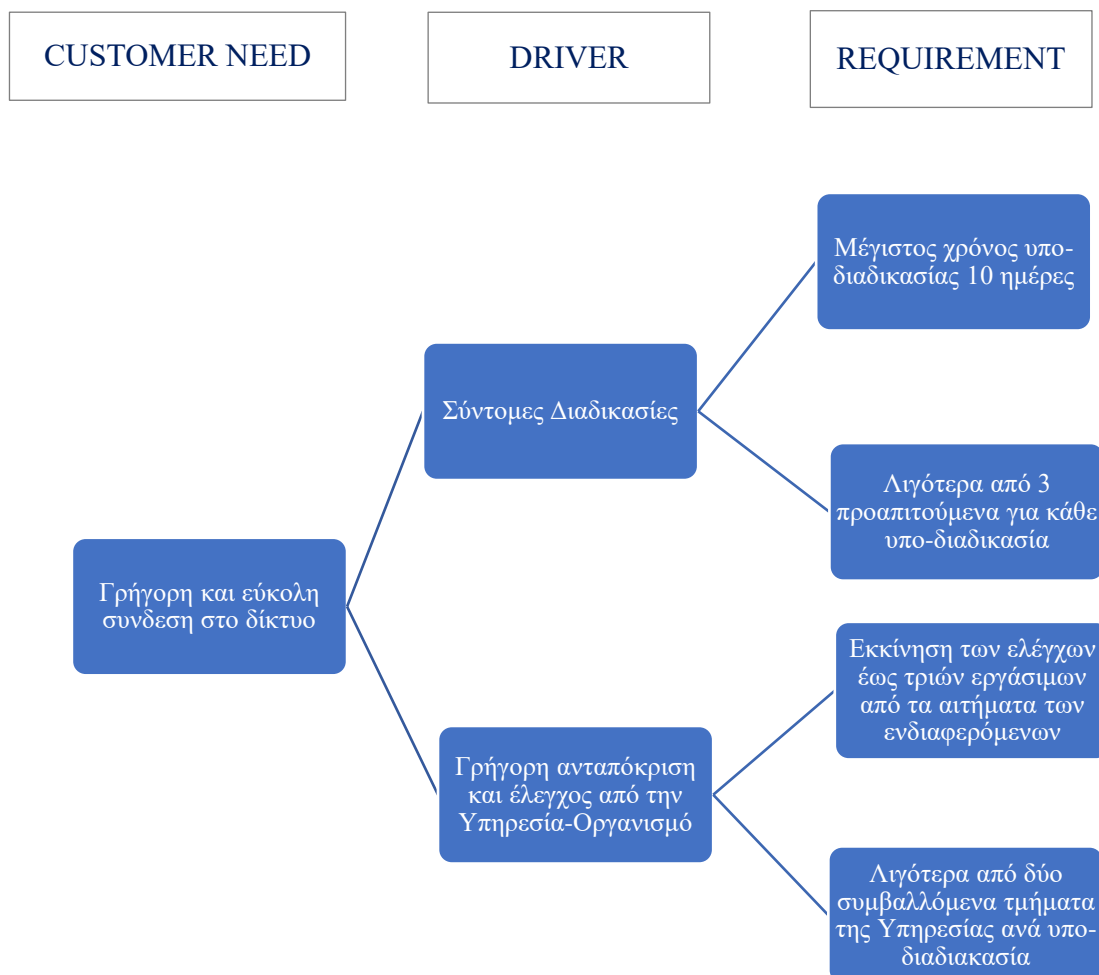 CUSTOMER NEED
DRIVER
REQUIREMENT
Μέγιστος χρόνος υπο-
διαδικασίας 10 ημέρες
Σύντομες Διαδικασίες
Λιγότερα από 3
προαπιτούμενα για κάθε
υπο-διαδικασία
Γρήγορη και εύκολη
συνδεση στο δίκτυο
Εκκίνηση των ελέγχων
έως τριών εργάσιμων
από τα αιτήματα των
ενδιαφερόμενων
Γρήγορη ανταπόκριση
και έλεγχος από την
Υπηρεσία-Οργανισμό
Λιγότερα από δύο
συμβαλλόμενα τμήματα
της Υπηρεσίας ανά υπο-
διαδιακασία